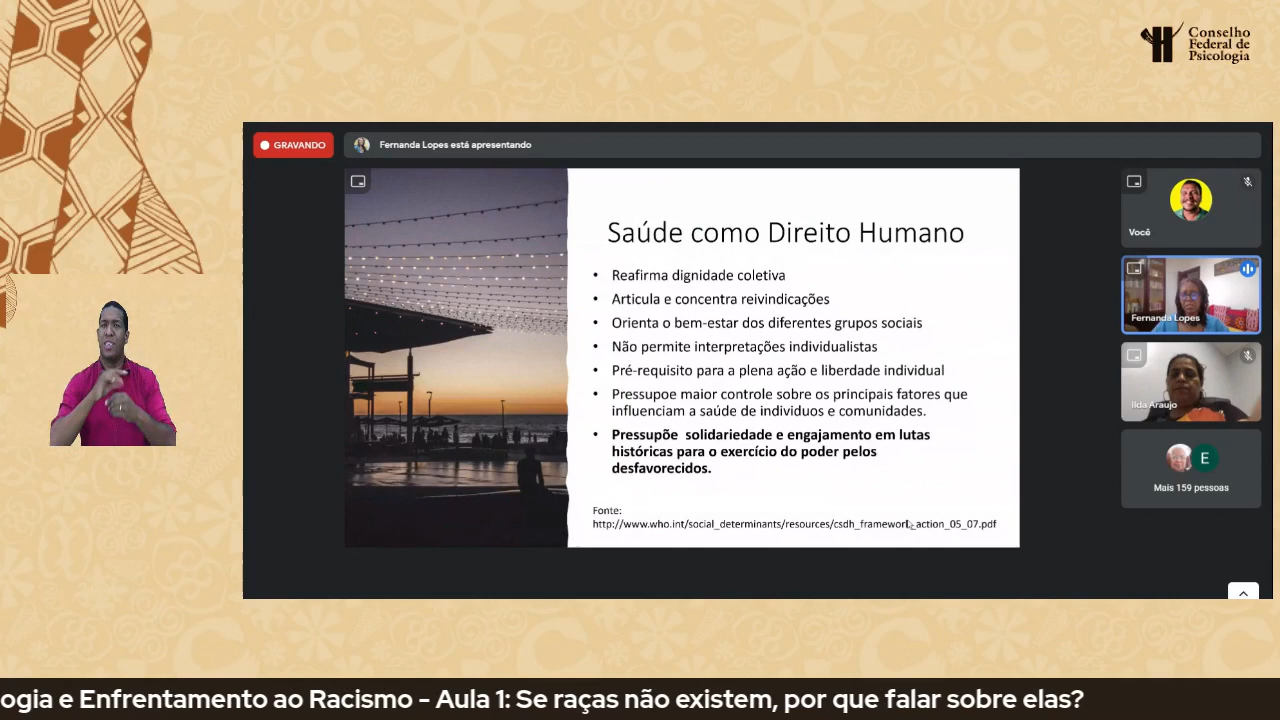 Conselho
Federal de
Psicologia
GRAVANDO
Fernanda Lopes está apresentando
Saúde como Direito Humano
• Reafirma dignidade coletiva
• Articula e concentra reivindicações
• Orienta o bem-estar dos diferentes grupos sociais
• Não permite interpretações individualistas
• Pré-requisito para a plena ação e liberdade individual
• Pressupoe maior controle sobre os principais fatores que
influenciam a saúde de individuos e comunidades.
• Pressupõe solidariedade e engajamento em lutas
históricas para o exercício do poder pelos
desfavorecidos.
Fonte:
http://www.who.int/social_determinants/resources/csdh_framework_action_05_07.pdf
Você
Fernanda Lopes
Ilda Araujo
E
Mais 159 pessoas
ogia e Enfrentamento ao Racismo - Aula 1: Se raças não existem, por que falar sobre elas?